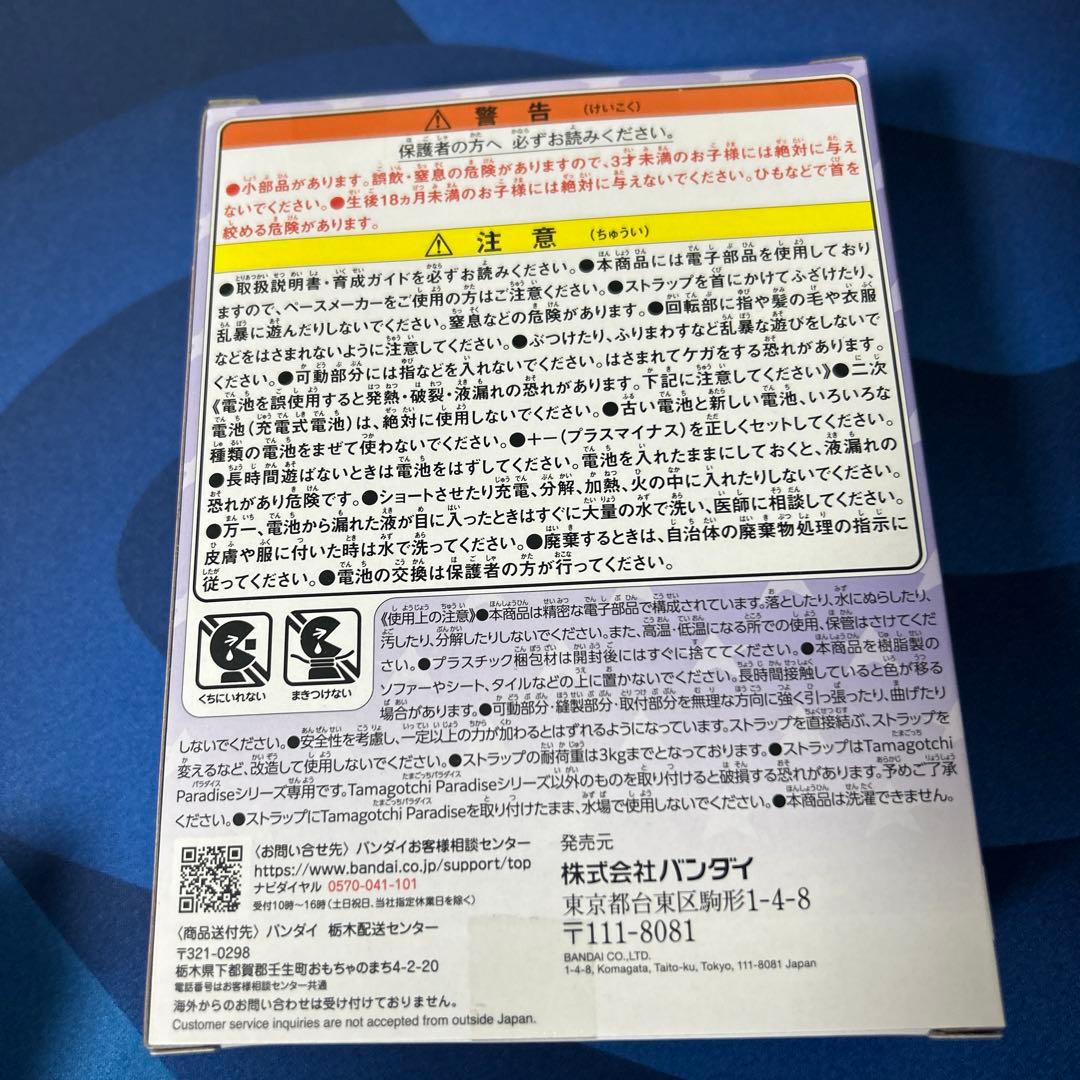 ⚠ 警告 (けいこく)
保護者の方へ 必ずお読みください。
●小部品があります。誤飲・窒息の危険がありますので、3才未満のお子様には絶対に与え
ないでください。●生後18ヵ月未満のお子様には絶対に与えないでください。ひもなどで首を
絞める危険があります。
⚠ 注意 (ちゅうい)
●取扱説明書・育成ガイドを必ずお読みください。●本商品には電子部品を使用しており
ますので、ペースメーカーをご使用の方はご注意ください。●ストラップを首にかけてふざけたり、
乱暴に遊んだりしないでください。窒息などの危険があります。●回転部に指や髪の毛や衣服
などをはさまれないように注意してください。●ぶつけたり、ふりまわすなど乱暴な遊びをしないで
ください。●可動部分には指などを入れないでください。はさまれてケガをする恐れがあります。
《電池を誤使用すると発熱・破裂・液漏れの恐れがあります。下記に注意してください》●二次
電池(充電式電池)は、絶対に使用しないでください。●古い電池と新しい電池、いろいろな
種類の電池をまぜて使わないでください。●+-(プラスマイナス)を正しくセットしてください。
●長時間遊ばないときは電池をはずしてください。電池を入れたままにしておくと、液漏れの
恐れがあり危険です。●ショートさせたり充電、分解、加熱、火の中に入れたりしないでください。
●万一、電池から漏れた液が目に入ったときはすぐに大量の水で洗い、医師に相談してください。
皮膚や服に付いた時は水で洗ってください。●廃棄するときは、自治体の廃棄物処理の指示に
従ってください。●電池の交換は保護者の方が行ってください。
くちにいれない
まきつけない
《使用上の注意》●本商品は精密な電子部品で構成されています。落としたり、水にぬらしたり、
汚したり、分解したりしないでください。また、高温・低温になる所での使用、保管はさけてくだ
さい。●プラスチック梱包材は開封後にはすぐに捨ててください。●本商品を樹脂製の
ソファーやシート、タイルなどの上に置かないでください。長時間接触していると色が移る
場合があります。●可動部分・縫製部分・取付部分を無理な方向に強く引っ張ったり、曲げたり
しないでください。●安全性を考慮し、一定以上の力が加わるとはずれるようになっています。ストラップを直接結ぶ、ストラップを
変えるなど、改造して使用しないでください。●ストラップの耐荷重は3kgまでとなっております。●ストラップはTamagotchi
Paradiseシリーズ専用です。Tamagotchi Paradiseシリーズ以外のものを取り付けると破損する恐れがあります。予めご了承
ください。●ストラップにTamagotchi Paradiseを取り付けたまま、水場で使用しないでください。●本商品は洗濯できません。
〈お問い合せ先〉バンダイお客様相談センター
https://www.bandai.co.jp/support/top
ナビダイヤル 0570-041-101
受付10時〜16時(土日祝日、当社指定休業日を除く)
〈商品送付先〉バンダイ 栃木配送センター
〒321-0298
栃木県下都賀郡壬生町おもちゃのまち4-2-20
電話番号はお客様相談センター共通
海外からのお問い合わせは受け付けておりません。
Customer service inquiries are not accepted from outside Japan.
発売元
株式会社バンダイ
東京都台東区駒形1-4-8
〒111-8081
BANDAI CO.,LTD.
1-4-8, Komagata, Taito-ku, Tokyo, 111-8081 Japan